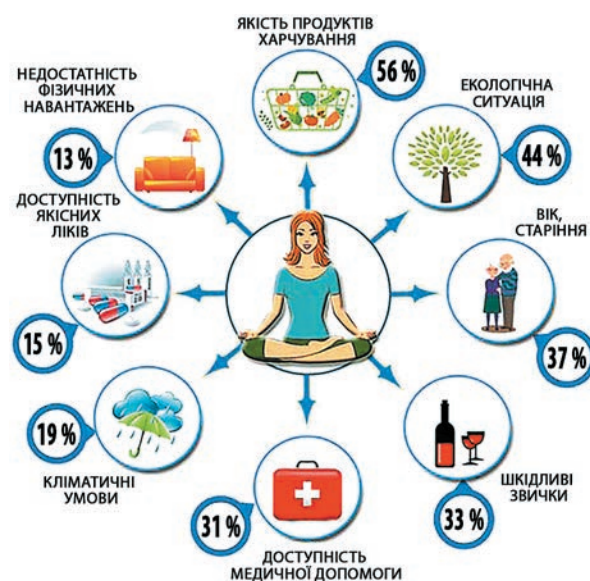 ЯКІСТЬ ПРОДУКТІВ
ХАРЧУВАННЯ
56 %
ЕКОЛОГІЧНА
СИТУАЦІЯ
44 %
ВІК,
СТАРІННЯ
37 %
ШКІДЛИВІ
ЗВИЧКИ
33 %
ДОСТУПНІСТЬ
МЕДИЧНОЇ ДОПОМОГИ
31 %
КЛІМАТИЧНІ
УМОВИ
19 %
ДОСТУПНІСТЬ
ЯКІСНИХ
ЛІКІВ
15 %
НЕДОСТАТНІСТЬ
ФІЗИЧНИХ
НАВАНТАЖЕНЬ
13 %